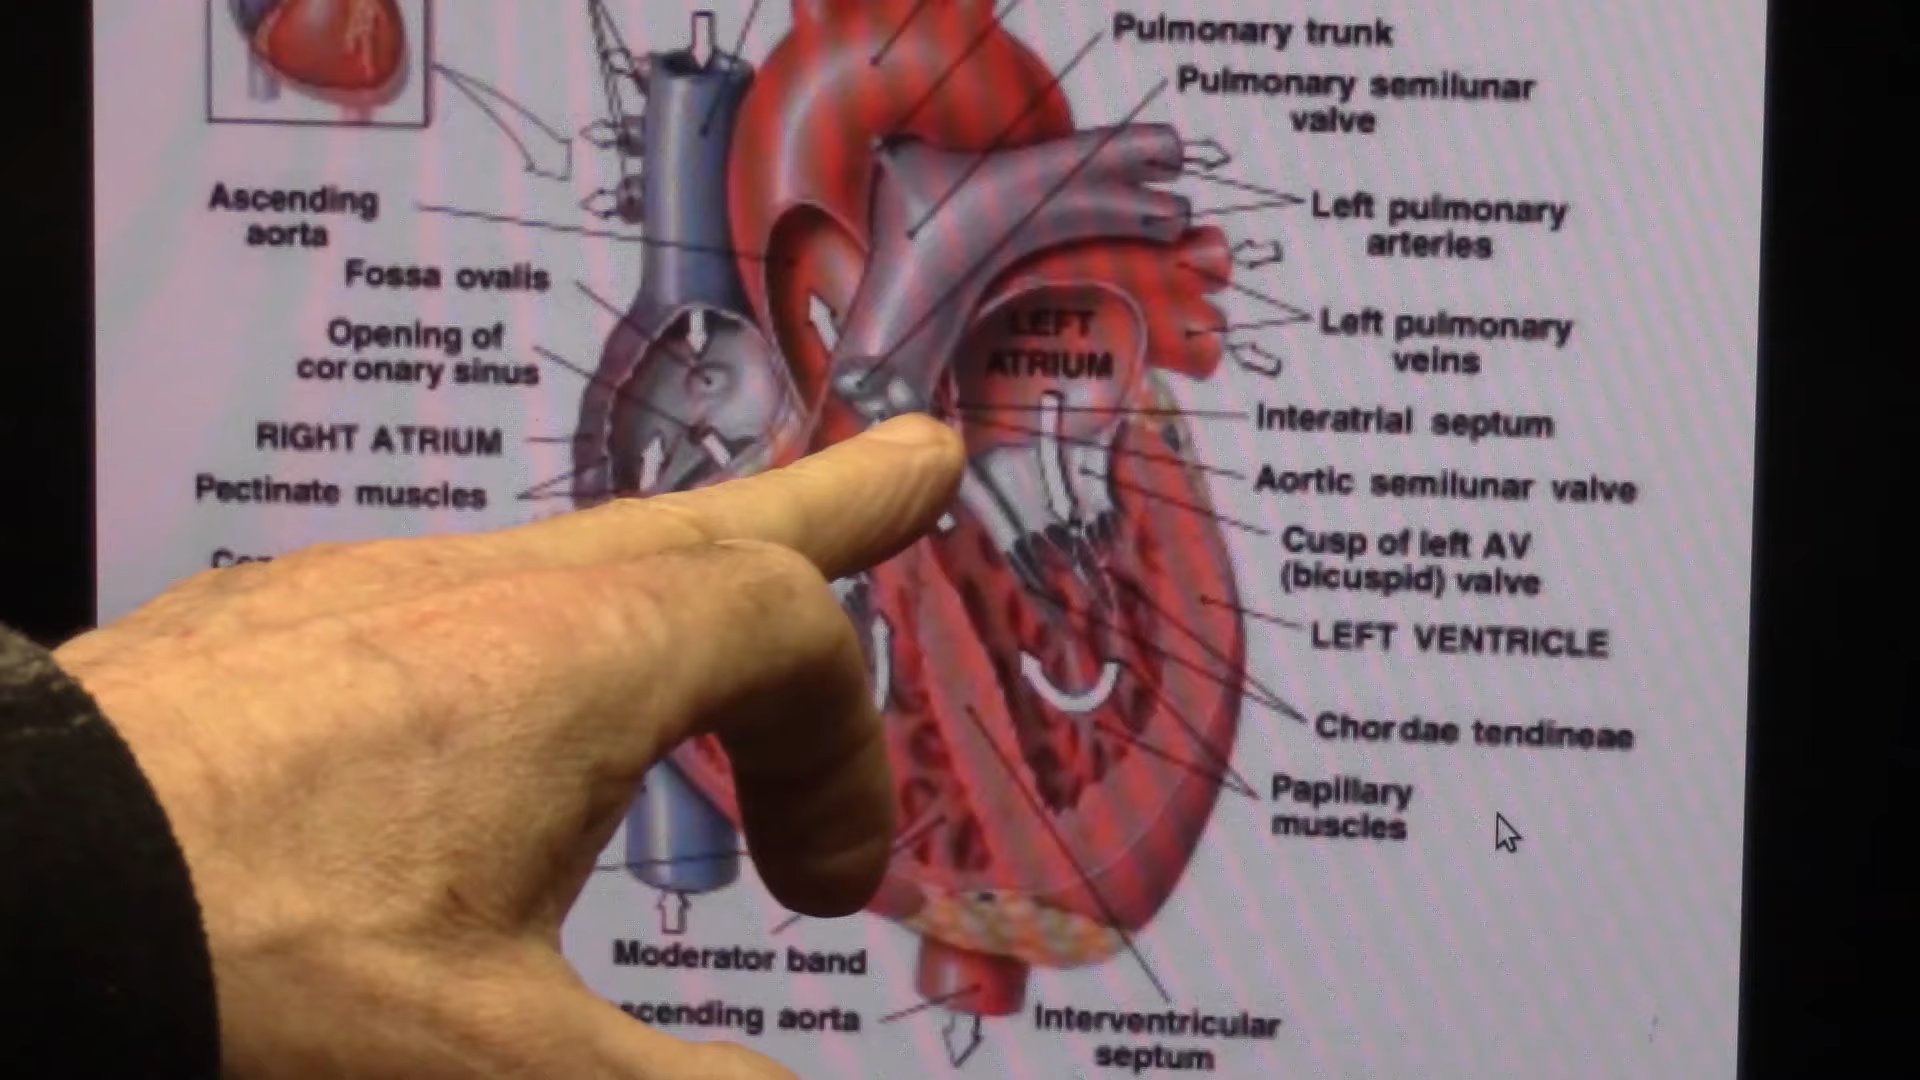 Pulmonary trunk
Pulmonary semilunar
valve
Ascending
aorta
Left pulmonary
arteries
Fossa ovalis
Opening of
coronary sinus
LEFT
ATRIUM
Left pulmonary
veins
RIGHT ATRIUM
Interatrial septum
Pectinate muscles
Aortic semilunar valve
Cusp of left AV
(bicuspid) valve
LEFT VENTRICLE
Chordae tendineae
Papillary
muscles
Moderator band
scending aorta
Interventricular
septum